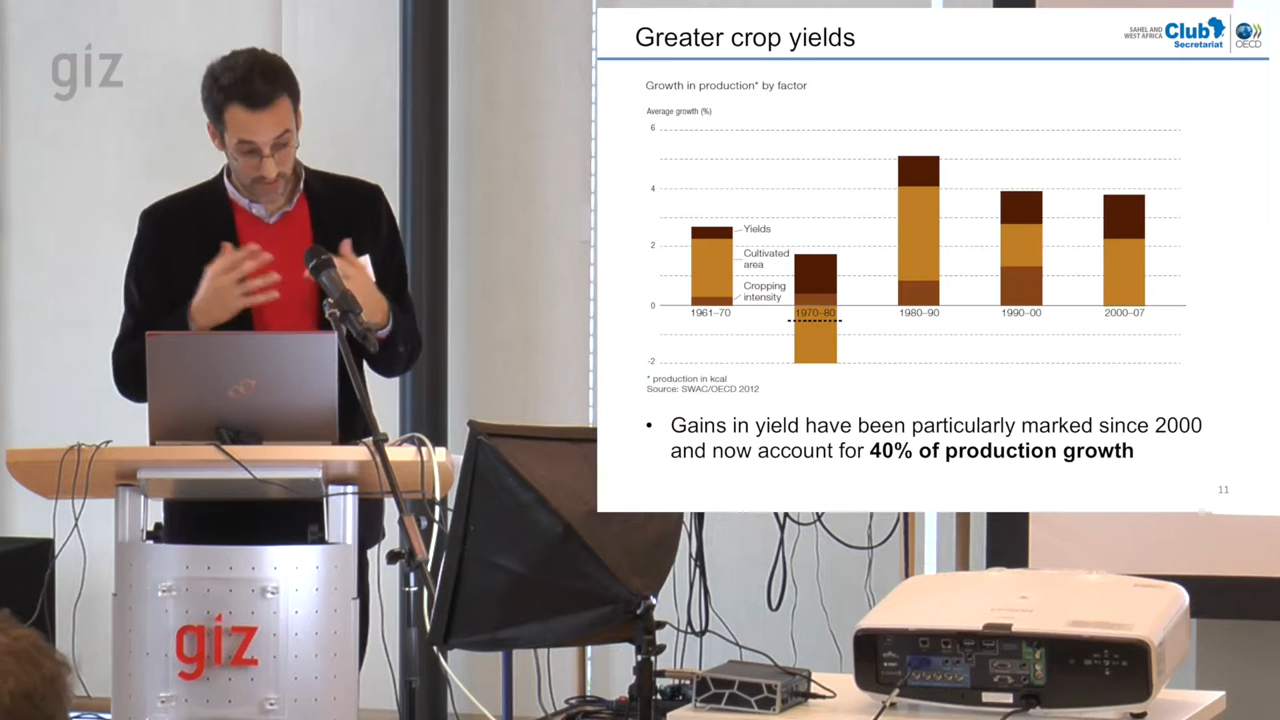 giz
Greater crop yields
SAHEL AND
WEST AFRICA
Club
Secretariat
OECD
Growth in production* by factor
Average growth (%)
6
4
2
0
-2
Yields
Cultivated
area
Cropping
intensity
1961–70
1970–80
1980–90
1990–00
2000–07
* production in kcal
Source: SWAC/OECD 2012
• Gains in yield have been particularly marked since 2000
and now account for 40% of production growth
11
giz